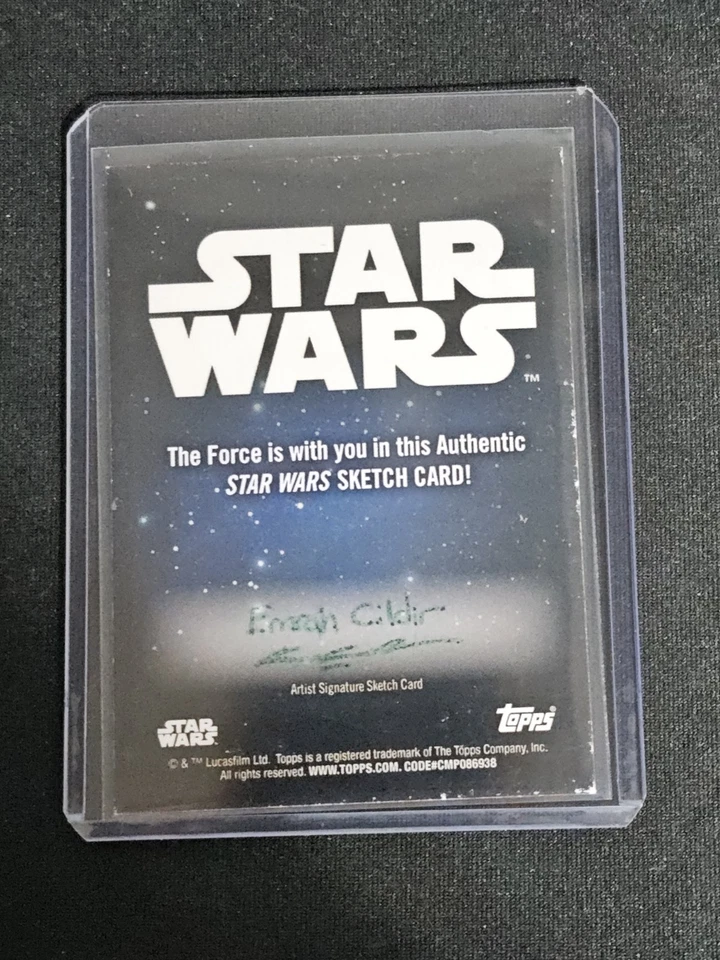 STAR
WARS
TM
The Force is with you in this Authentic
STAR WARS SKETCH CARD!
Emrah Cildir
Artist Signature Sketch Card
STAR
WARS
Topps®
© & ™ Lucasfilm Ltd. Topps is a registered trademark of The Topps Company, Inc.
All rights reserved. WWW.TOPPS.COM. CODE#CMP086938